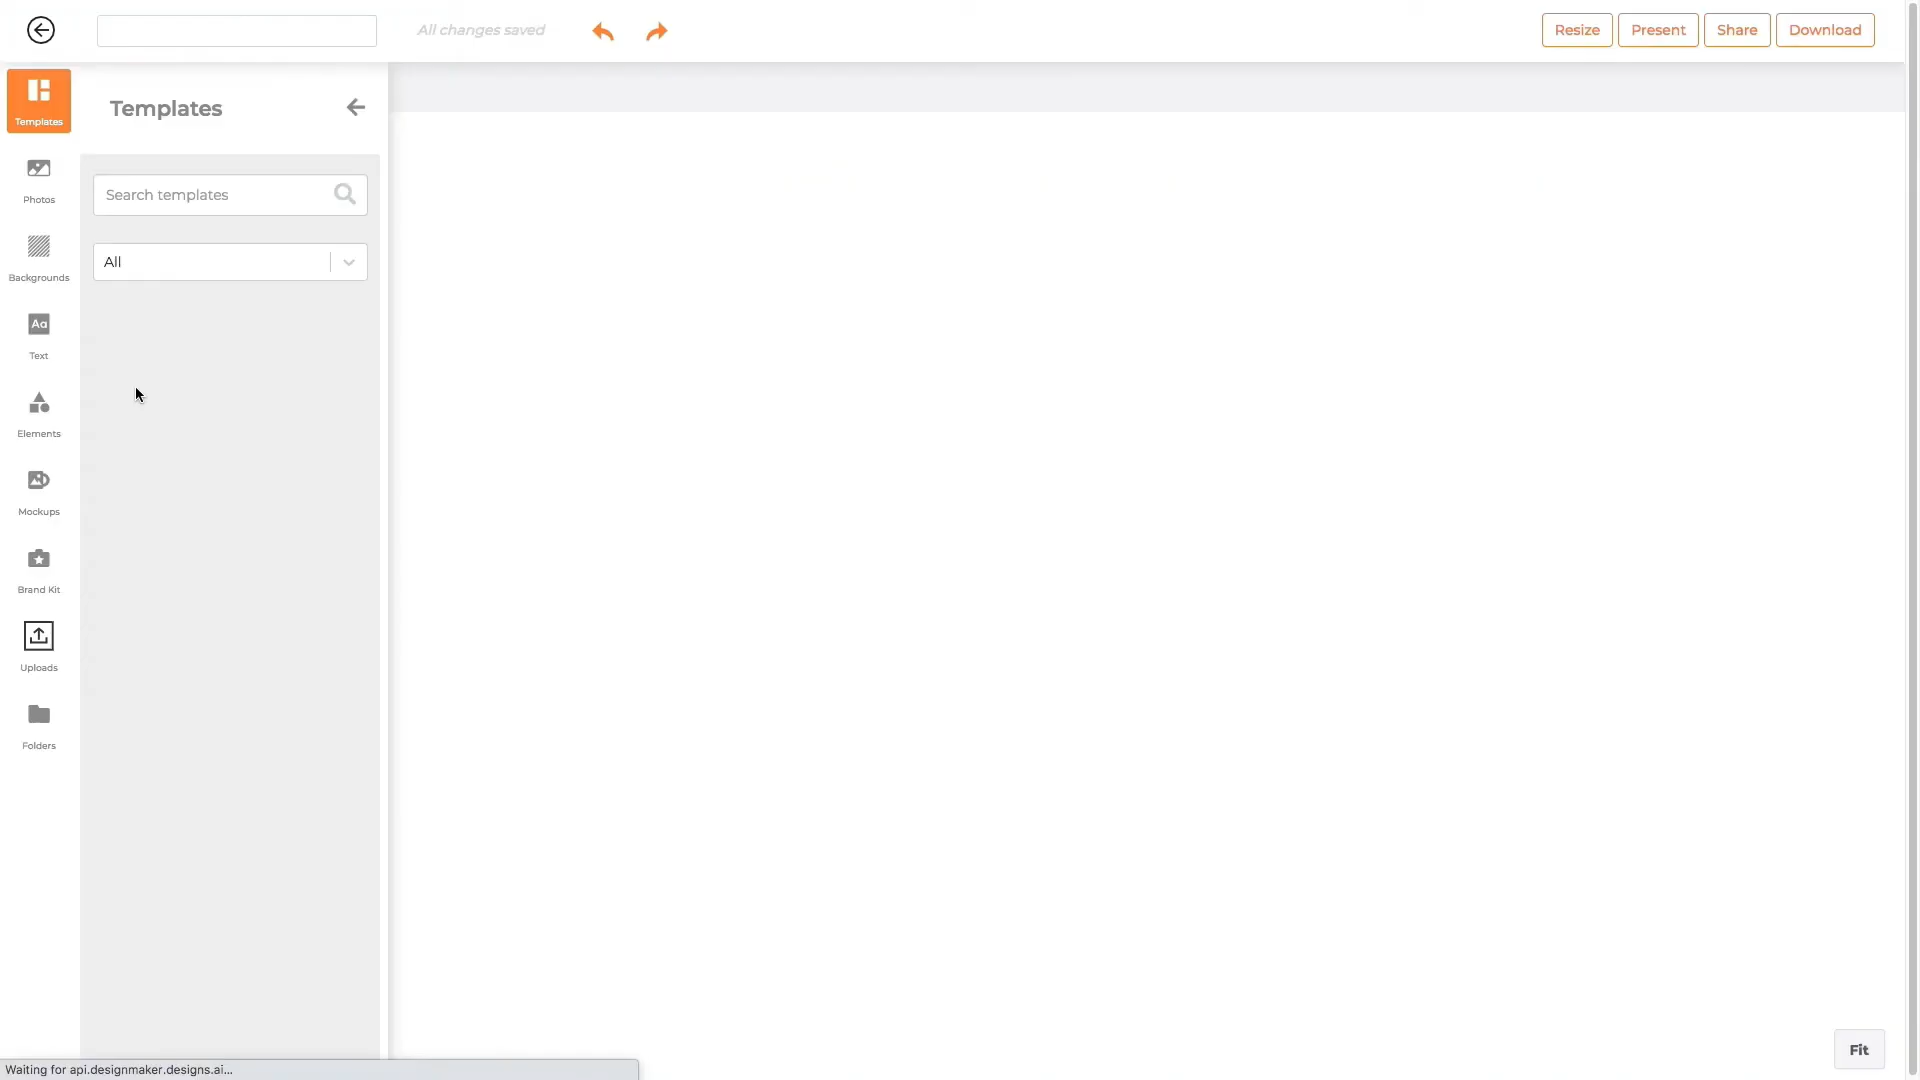 All changes saved
Resize
Present
Share
Download
Templates
Templates
Photos
Search templates
Backgrounds
All
Aa
Text
Elements
Mockups
Brand Kit
Uploads
Folders
Fit
Waiting for api.designmaker.designs.ai...